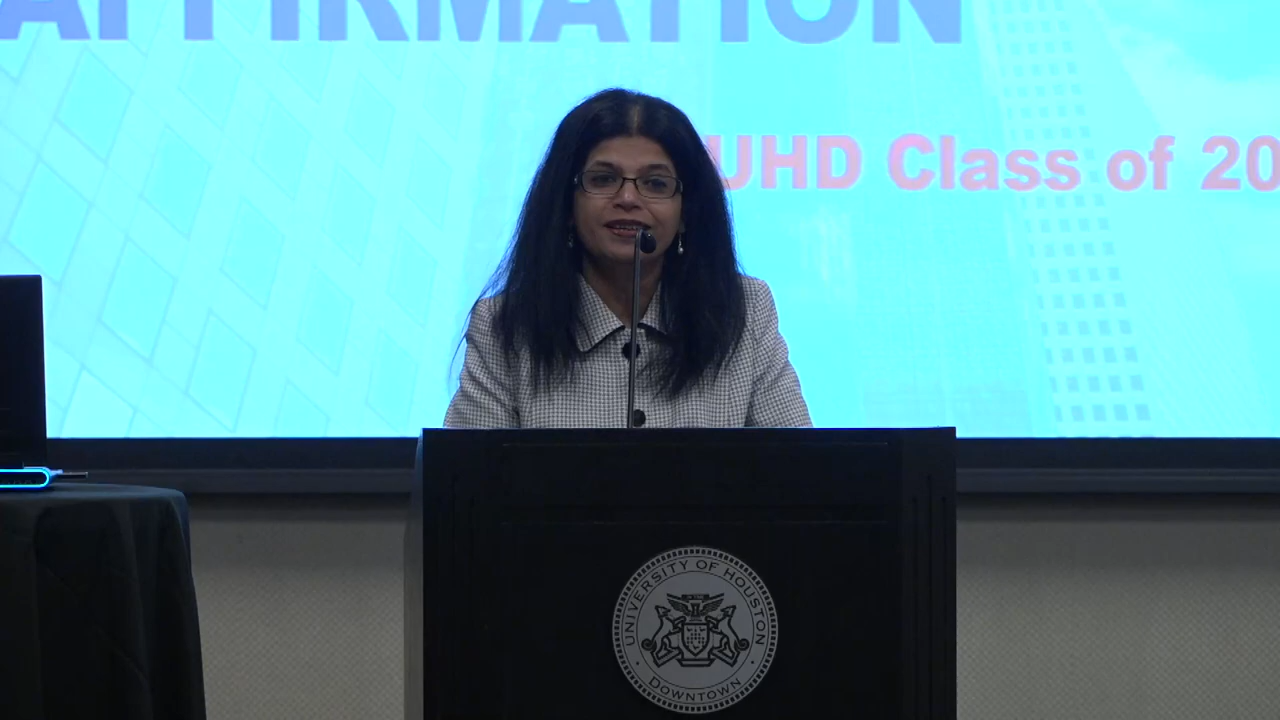 AFFIRMATION
UHD Class of 20
UNIVERSITY OF HOUSTON
DOWNTOWN